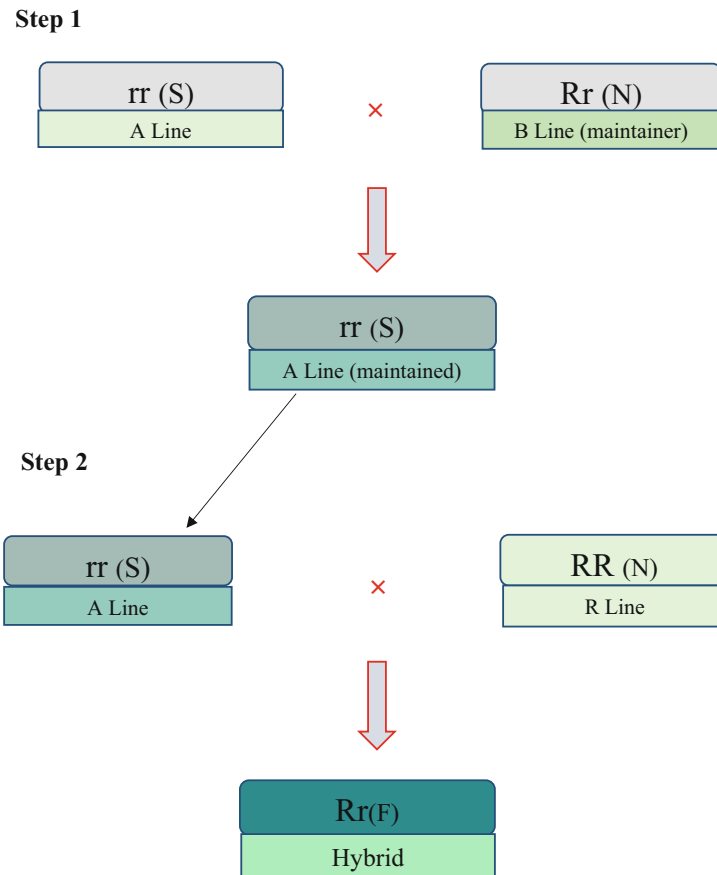 Step 1
rr (S)
A Line
×
Rr (N)
B Line (maintainer)
rr (S)
A Line (maintained)
Step 2
rr (S)
A Line
×
RR (N)
R Line
Rr(F)
Hybrid